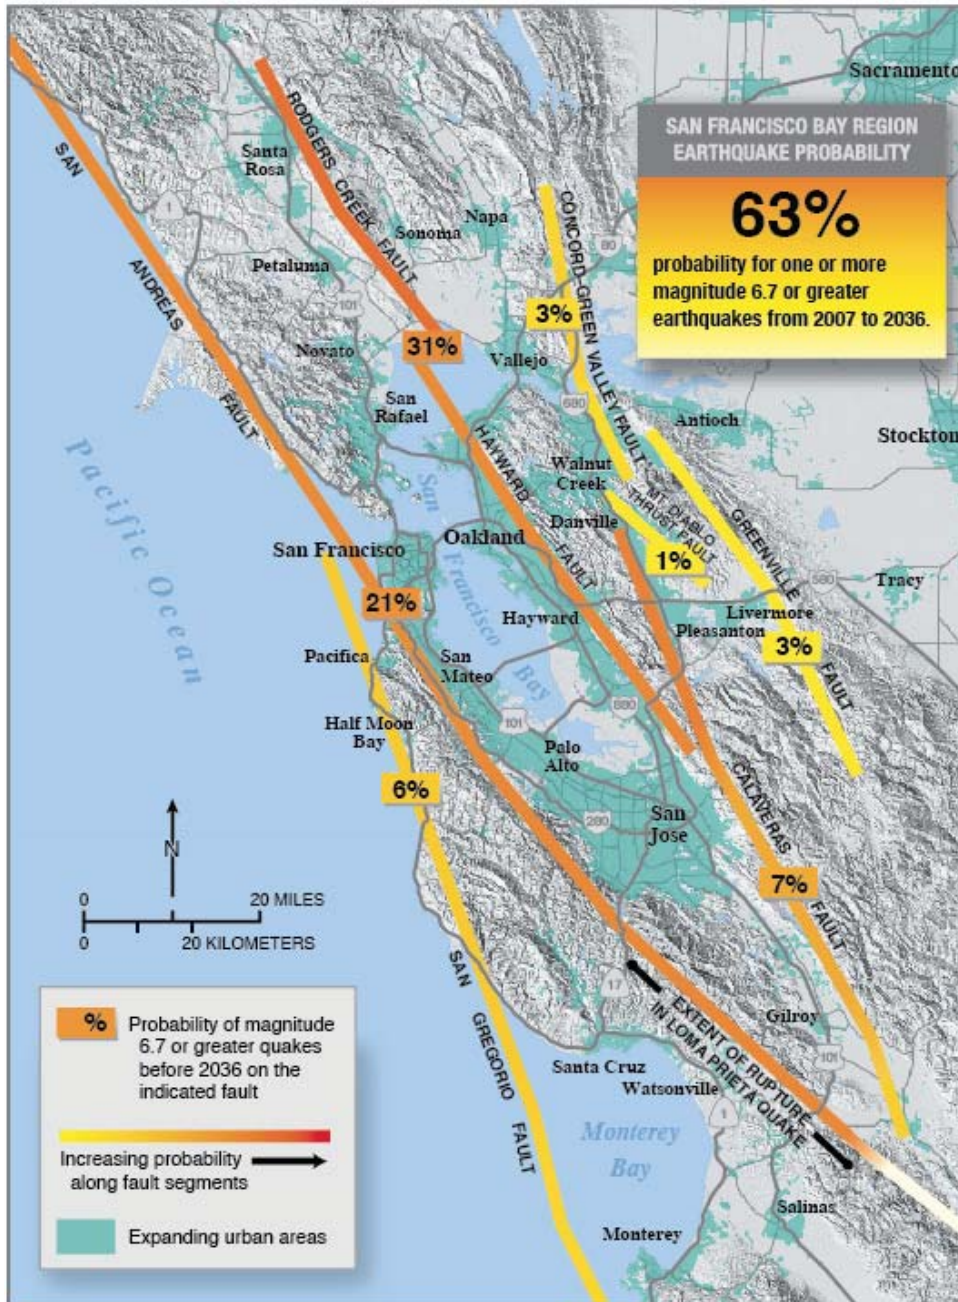 Sacramento
SAN FRANCISCO BAY REGION
EARTHQUAKE PROBABILITY
63%
probability for one or more
magnitude 6.7 or greater
earthquakes from 2007 to 2036.
SAN
ANDREAS
FAULT
1
RODGERS
CREEK FAULT
Santa
Rosa
Sonoma
Napa
Petaluma
101
80
CONCORD-GREEN VALLEY FAULT
3%
31%
Novato
Vallejo
San
Rafael
680
Antioch
Stockton
HAYWARD
FAULT
Walnut
Creek
MT. DIABLO
THRUST FAULT
1%
Danville
GREENVILLE
FAULT
3%
Pacific Ocean
San Francisco Bay
San Francisco
Oakland
580
Tracy
21%
Hayward
Livermore
Pleasanton
Pacifica
San
Mateo
880
101
Half Moon
Bay
Palo
Alto
6%
CALAVERAS
FAULT
San
Jose
280
7%
N
0 20 MILES
0 20 KILOMETERS
SAN
GREGORIO
FAULT
17
EXTENT OF RUPTURE
IN LOMA PRIETA QUAKE
Gilroy
101
Santa Cruz
Watsonville
1
Monterey
Bay
Salinas
Monterey
% Probability of magnitude
6.7 or greater quakes
before 2036 on the
indicated fault
Increasing probability
along fault segments
Expanding urban areas